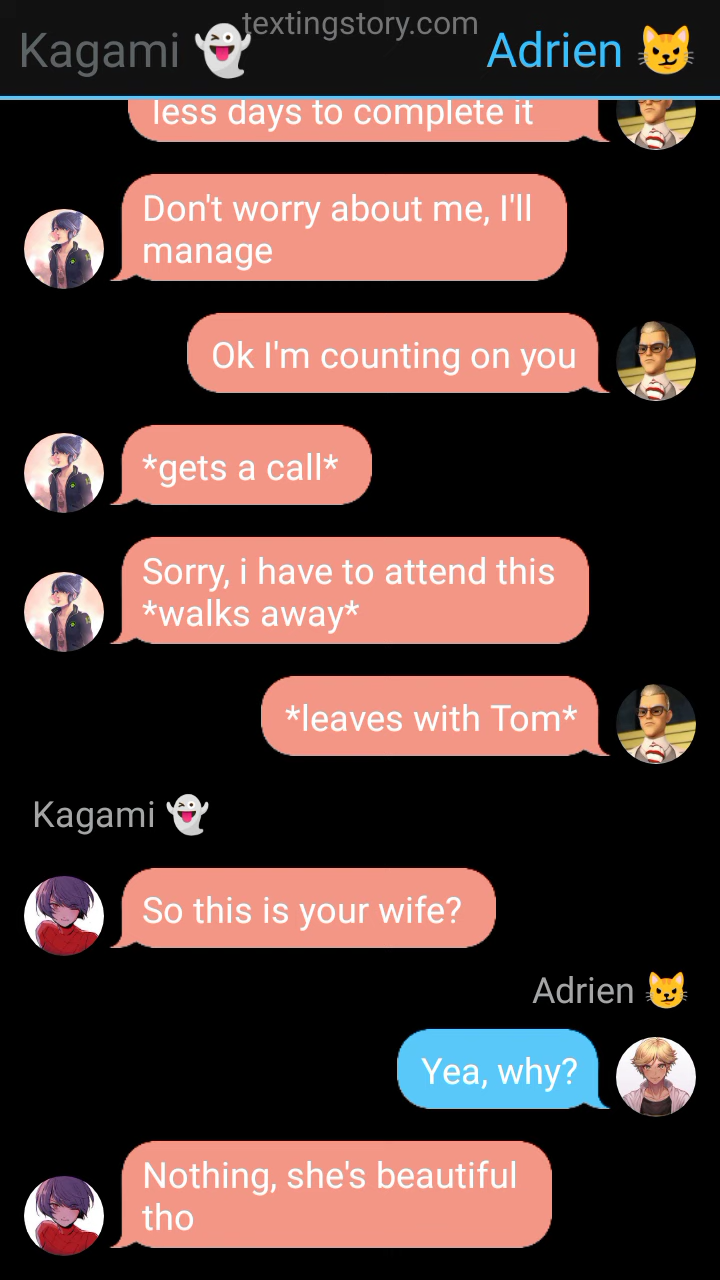 textingstory.com
Kagami 👻 Adrien 😼
less days to complete it
Don't worry about me, I'll
manage
Ok I'm counting on you
*gets a call*
Sorry, i have to attend this
*walks away*
*leaves with Tom*
Kagami 👻
So this is your wife?
Adrien 😼
Yea, why?
Nothing, she's beautiful
tho